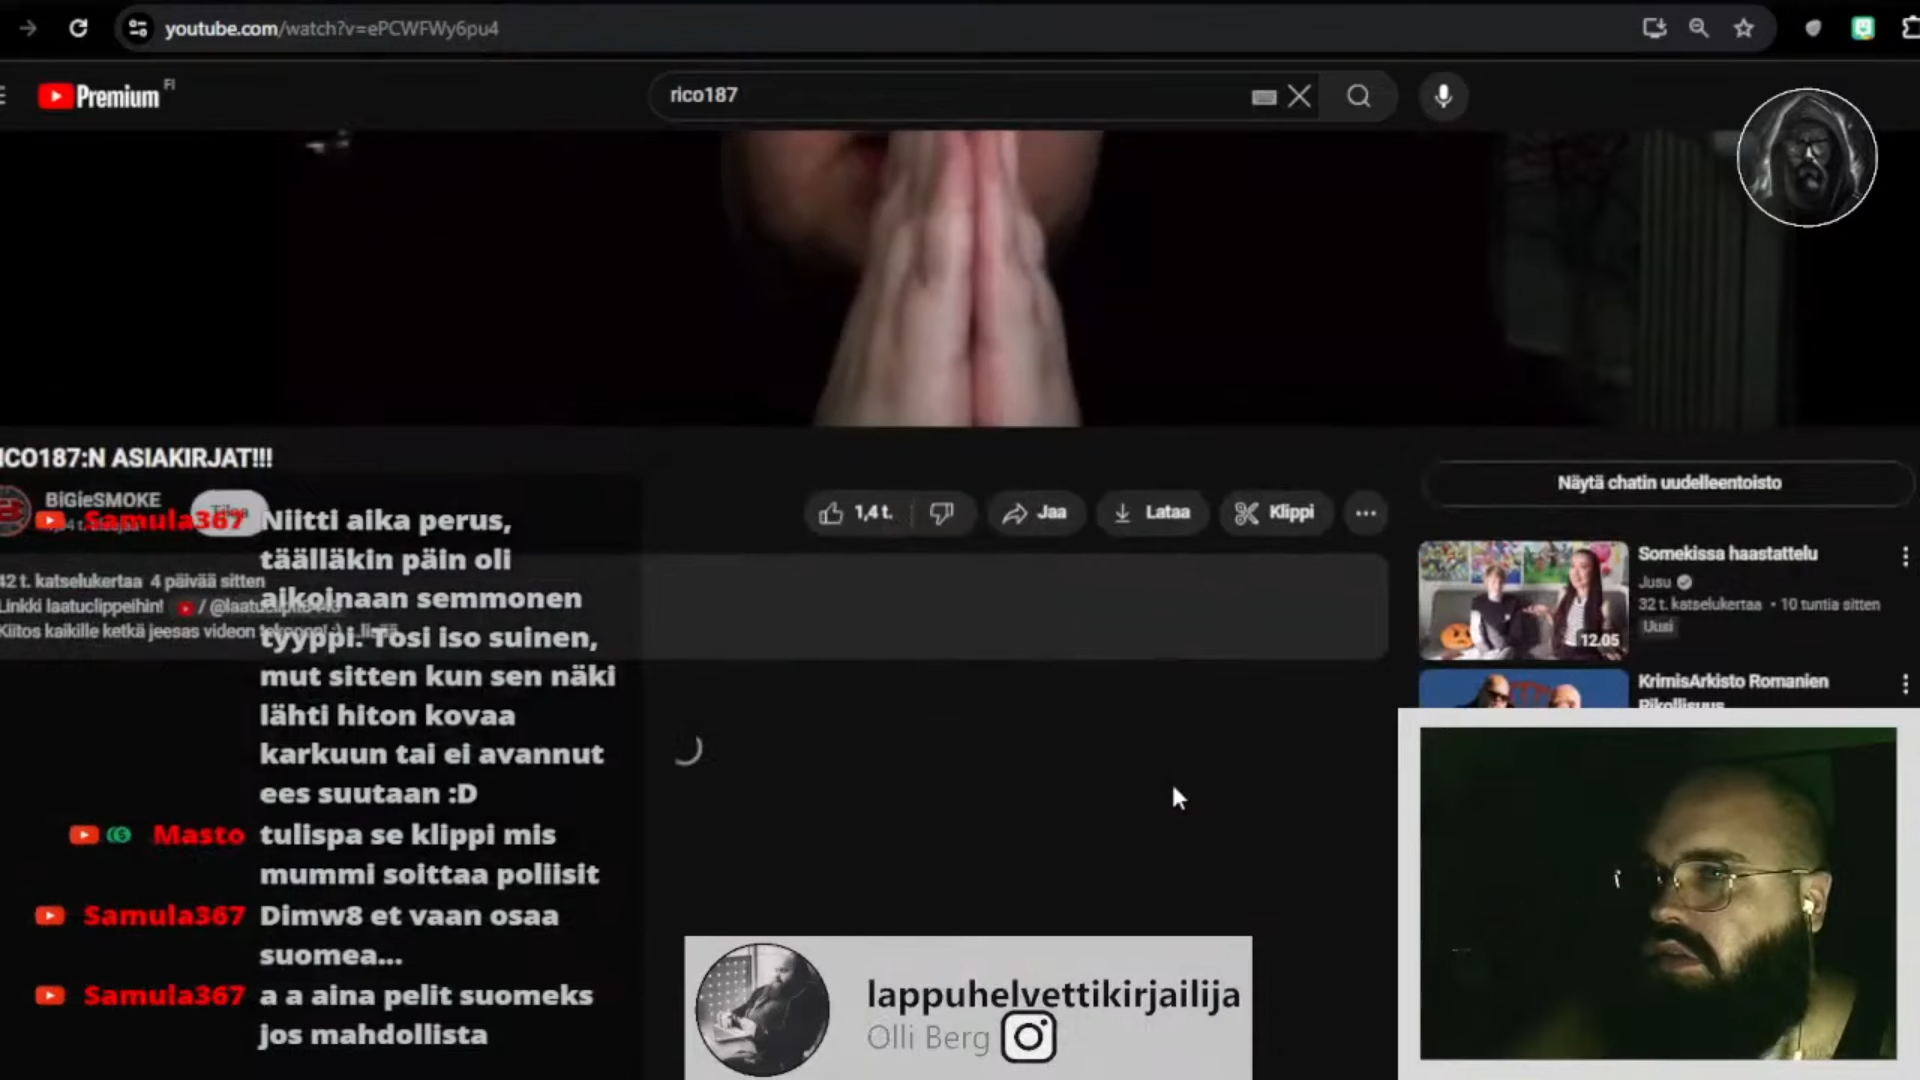 youtube.com/watch?v=ePCWFWy6pu4
Premium FI
rico187
ICO187:N ASIAKIRJAT!!!
BiGieSMOKE
1,4 t.
Jaa
Lataa
Klippi
Näytä chatin uudelleentoisto
42 t. katselukertaa 4 päivää sitten
Linkki laatuclippeihin!
Kiitos kaikille ketkä jeesas videon
Samula367 Niitti aika perus,
täälläkin päin oli
aikoinaan semmonen
tyyppi. Tosi iso suinen,
mut sitten kun sen näki
lähti hiton kovaa
karkuun tai ei avannut
ees suutaan :D
Masto tulispa se klippi mis
mummi soittaa poliisit
Samula367 Dimw8 et vaan osaa
suomea...
Samula367 a a aina pelit suomeks
jos mahdollista
Somekissa haastattelu
Jusu
32 t. katselukertaa • 10 tuntia sitten
Uusi
12.05
KrimisArkisto Romanien
Rikollisuus
lappuhelvettikirjailija
Olli Berg